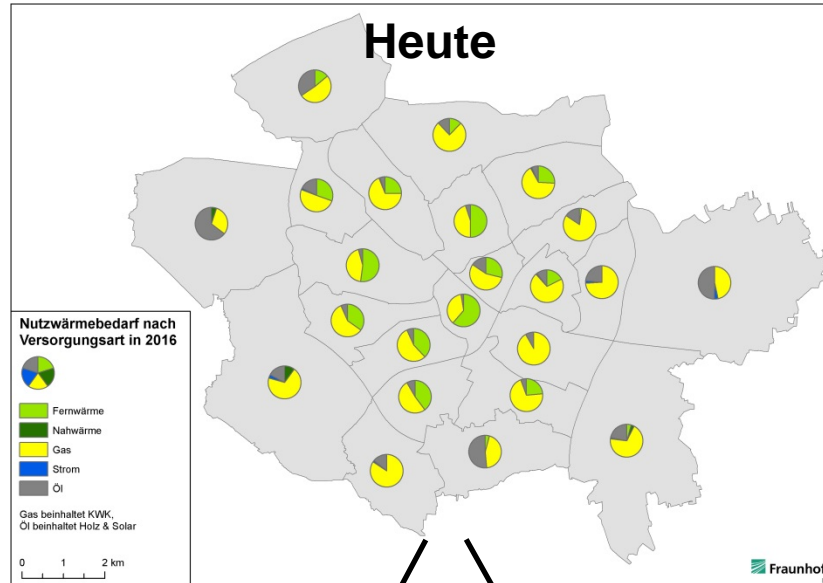 Heute
Nutzwärmebedarf nach
Versorgungsart in 2016
Fernwärme
Nahwärme
Gas
Strom
Öl
Gas beinhaltet KWK,
Öl beinhaltet Holz & Solar
0 1 2 km
Fraunhof